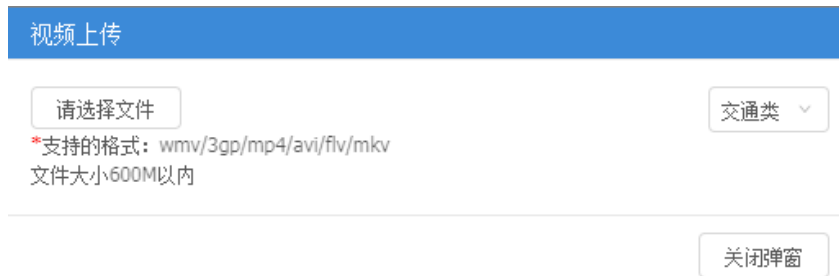 视频上传
请选择文件
交通类
*支持的格式：wmv/3gp/mp4/avi/flv/mkv
文件大小600M以内
关闭弹窗